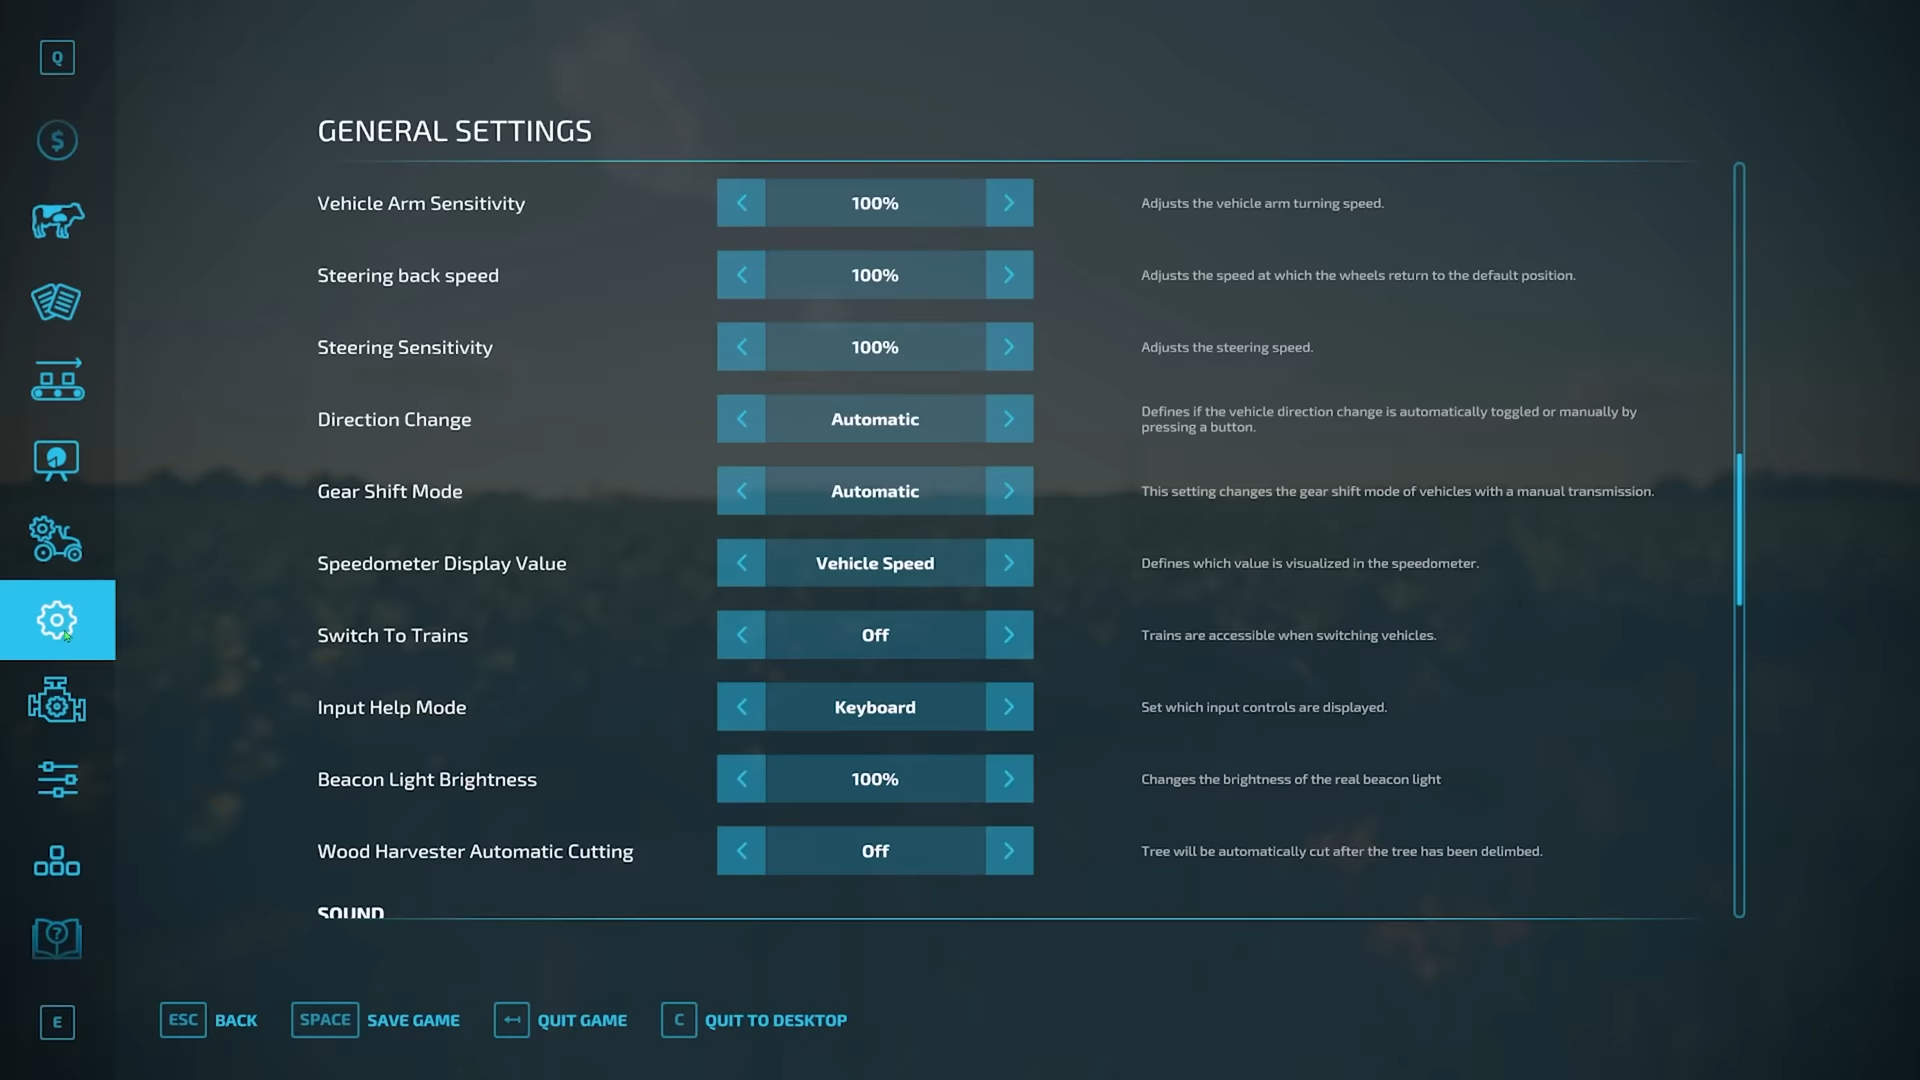 Q
$
GENERAL SETTINGS
Vehicle Arm Sensitivity 100% Adjusts the vehicle arm turning speed.
Steering back speed 100% Adjusts the speed at which the wheels return to the default position.
Steering Sensitivity 100% Adjusts the steering speed.
Direction Change Automatic Defines if the vehicle direction change is automatically toggled or manually by
pressing a button.
Gear Shift Mode Automatic This setting changes the gear shift mode of vehicles with a manual transmission.
Speedometer Display Value Vehicle Speed Defines which value is visualized in the speedometer.
Switch To Trains Off Trains are accessible when switching vehicles.
Input Help Mode Keyboard Set which input controls are displayed.
Beacon Light Brightness 100% Changes the brightness of the real beacon light
Wood Harvester Automatic Cutting Off Tree will be automatically cut after the tree has been delimbed.
SOUND
?
E
ESC BACK SPACE SAVE GAME QUIT GAME C QUIT TO DESKTOP